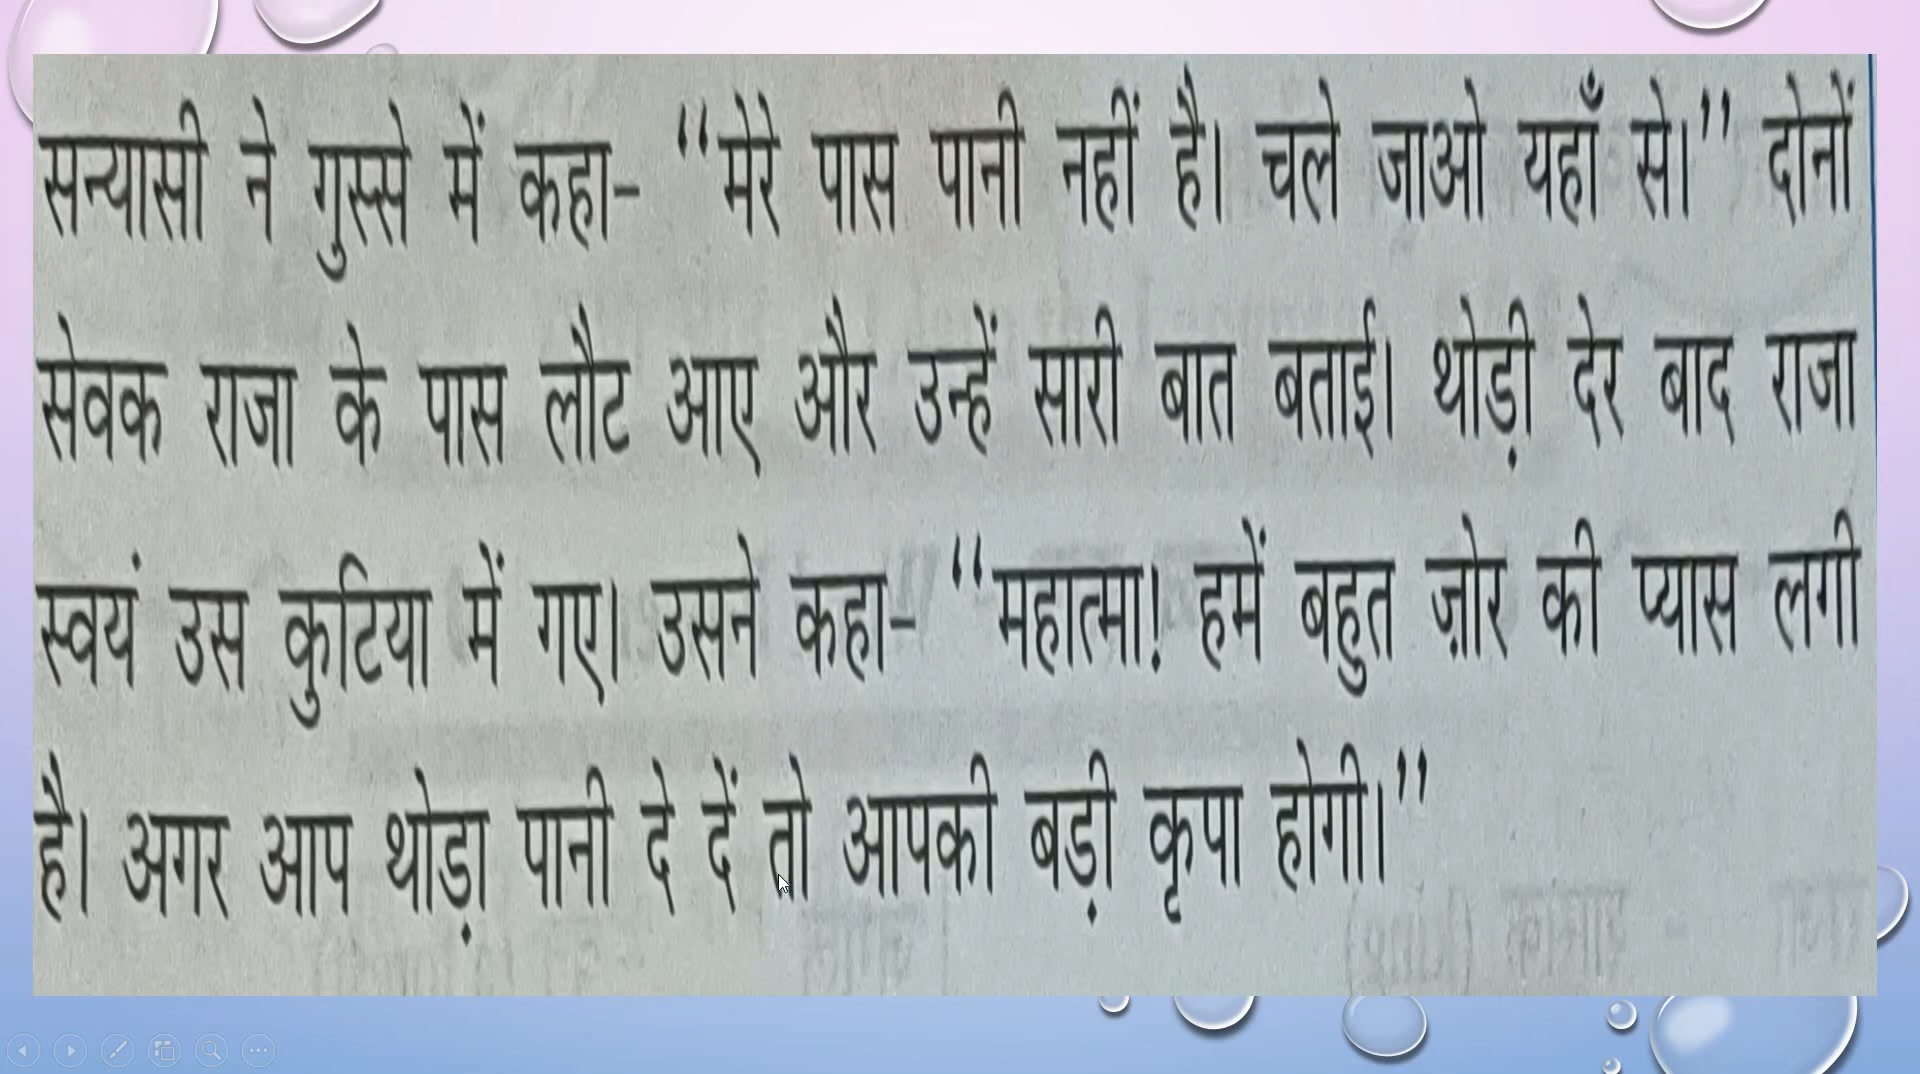 सन्यासी ने गुस्से में कहा- “मेरे पास पानी नहीं है। चले जाओ यहाँ से।” दोनों
सेवक राजा के पास लौट आए और उन्हें सारी बात बताई। थोड़ी देर बाद राजा
स्वयं उस कुटिया में गए। उसने कहा- “महात्मा! हमें बहुत ज़ोर की प्यास लगी
है। अगर आप थोड़ा पानी दे दें तो आपकी बड़ी कृपा होगी।”